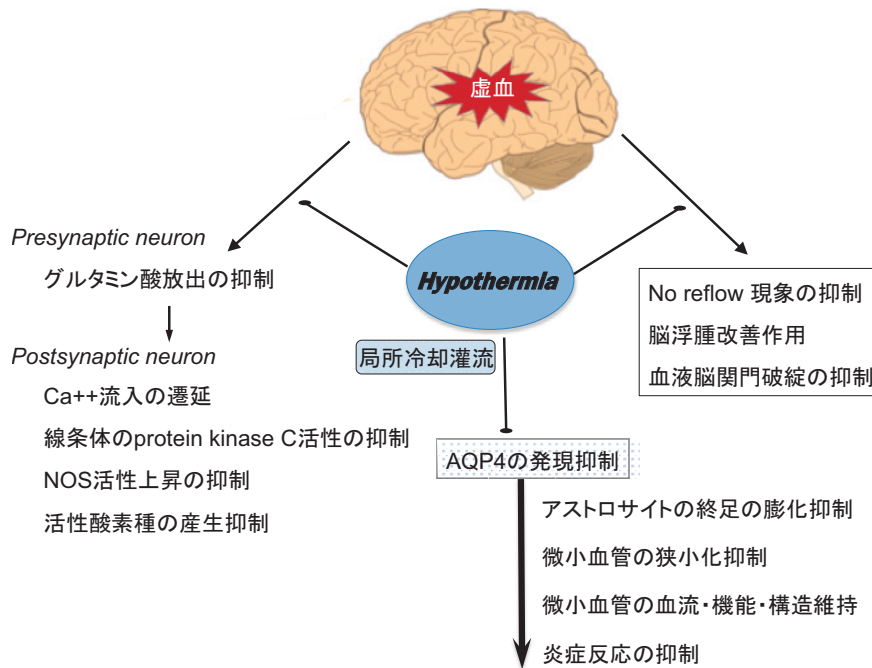 虚血
Presynaptic neuron
グルタミン酸放出の抑制
Postsynaptic neuron
Ca++流入の遷延
線条体のprotein kinase C活性の抑制
NOS活性上昇の抑制
活性酸素種の産生抑制
Hypothermia
局所冷却灌流
AQP4の発現抑制
アストロサイトの終足の膨化抑制
微小血管の狭小化抑制
微小血管の血流・機能・構造維持
炎症反応の抑制
No reflow 現象の抑制
脳浮腫改善作用
血液脳関門破綻の抑制